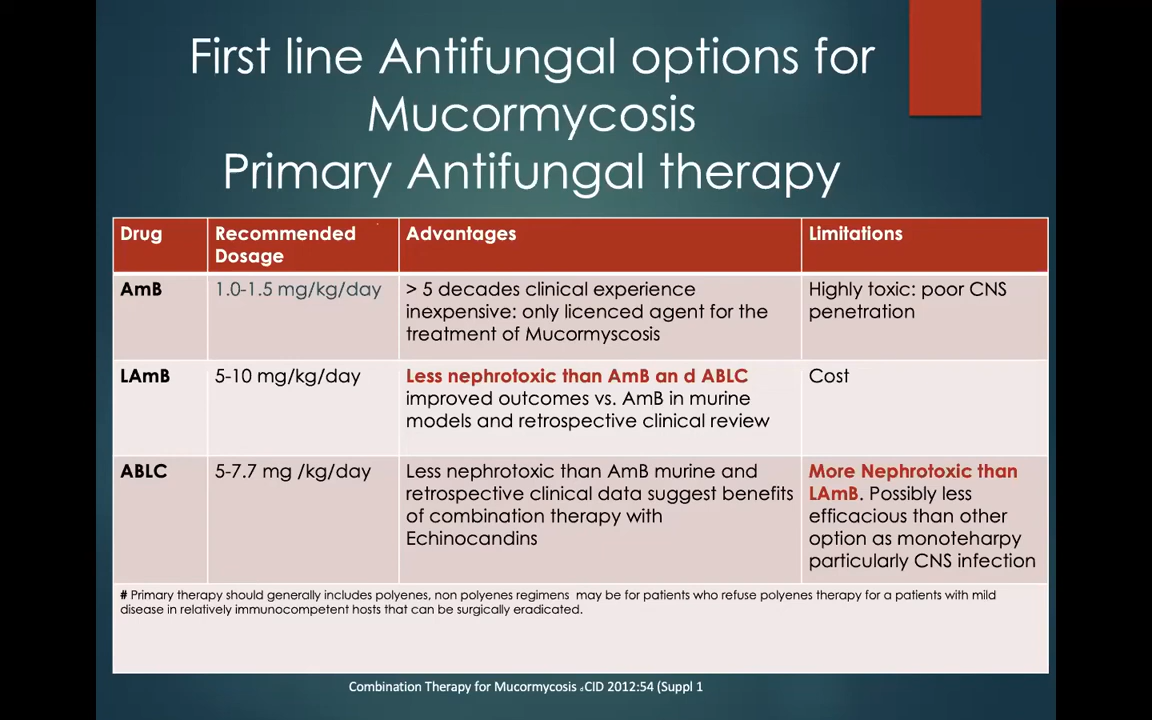 First line Antifungal options for
Mucormycosis
Primary Antifungal therapy
Drug
Recommended
Dosage
Advantages
Limitations
AmB
1.0-1.5 mg/kg/day
> 5 decades clinical experience
inexpensive: only licenced agent for the
treatment of Mucormyscosis
Highly toxic: poor CNS
penetration
LAmB
5-10 mg/kg/day
Less nephrotoxic than AmB an d ABLC
improved outcomes vs. AmB in murine
models and retrospective clinical review
Cost
ABLC
5-7.7 mg /kg/day
Less nephrotoxic than AmB murine and
retrospective clinical data suggest benefits
of combination therapy with
Echinocandins
More Nephrotoxic than
LAmB. Possibly less
efficacious than other
option as monoteharpy
particularly CNS infection
# Primary therapy should generally includes polyenes, non polyenes regimens may be for patients who refuse polyenes therapy for a patients with mild
disease in relatively immunocompetent hosts that can be surgically eradicated.
Combination Therapy for Mucormycosis .CID 2012:54 (Suppl 1